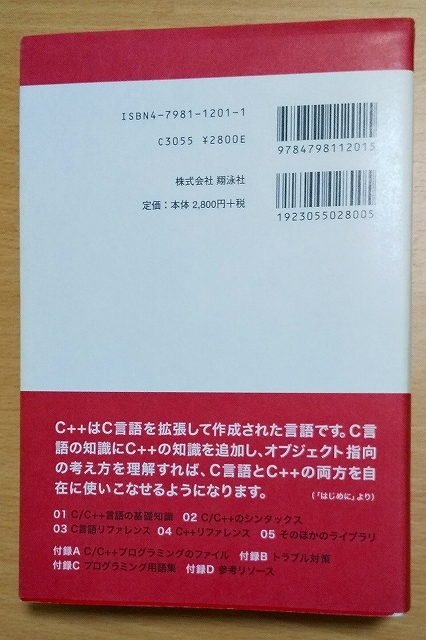 ISBN4-7981-1201-1
C3055 ¥2800E
9784798112015
株式会社 翔泳社
定価：本体 2,800円+税
1923055028005
C++はC言語を拡張して作成された言語です。C言
語の知識にC++の知識を追加し、オブジェクト指向
の考え方を理解すれば、C言語とC++の両方を自
在に使いこなせるようになります。 （「はじめに」より）
01 C/C++言語の基礎知識 02 C/C++のシンタックス
03 C言語リファレンス 04 C++リファレンス 05 そのほかのライブラリ
付録A C/C++プログラミングのファイル 付録B トラブル対策
付録C プログラミング用語集 付録D 参考リソース